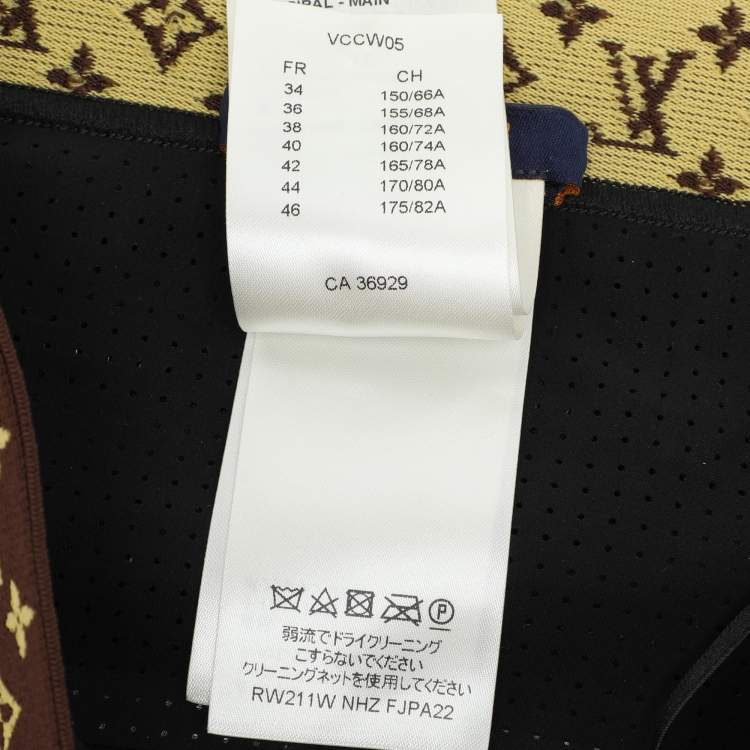 - MAIN
VCCW05
FR CH
34 150/66A
36 155/68A
38 160/72A
40 160/74A
42 165/78A
44 170/80A
46 175/82A
CA 36929
P
弱流でドライクリーニング
こすらないでください
クリーニングネットを使用してください
RW211W NHZ FJPA22